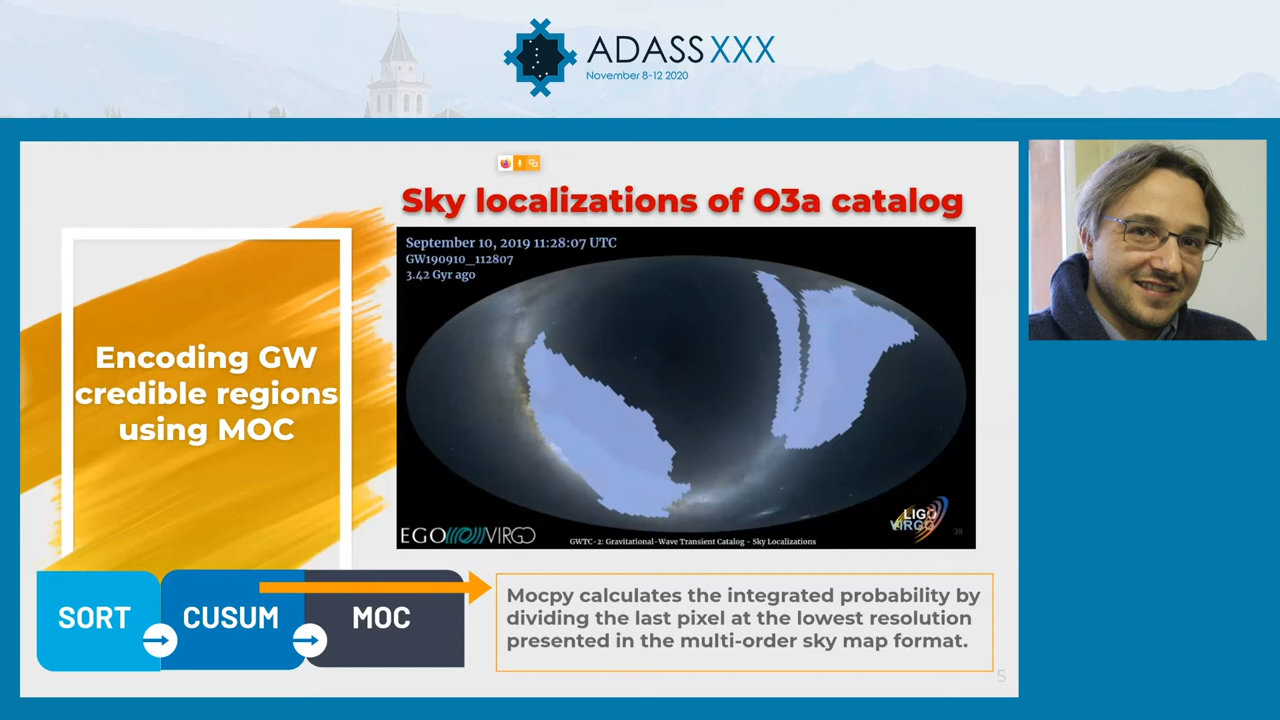 ADASS XXX
November 8-12 2020
Sky localizations of O3a catalog
September 10, 2019 11:28:07 UTC
GW190910_112807
3.42 Gyr ago
Encoding GW
credible regions
using MOC
LIGO
VIRGO
35
EGO VIRGO
GWTC-2: Gravitational-Wave Transient Catalog - Sky Localizations
SORT
CUSUM
MOC
Mocpy calculates the integrated probability by
dividing the last pixel at the lowest resolution
presented in the multi-order sky map format.
5